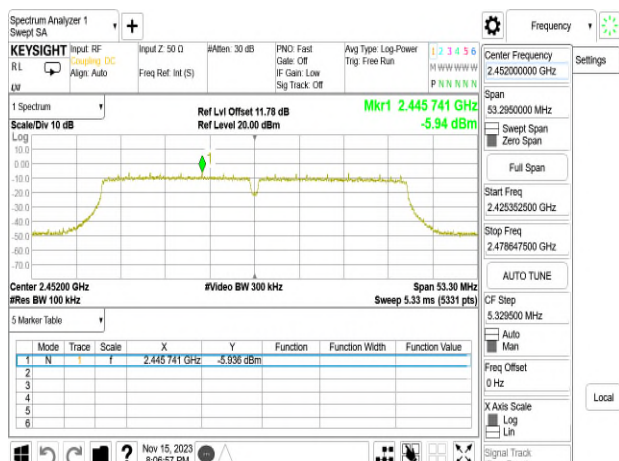 Spectrum Analyzer 1
Swept SA
+
Frequency
KEYSIGHT Input: RF Input Z: 50 Ω #Atten: 30 dB PNO: Fast Avg Type: Log-Power 1 2 3 4 5 6
RL Coupling: DC Gate: Off Trig: Free Run M W W W W W
Align: Auto Freq Ref: Int (S) IF Gain: Low
Sig Track: Off P N N N N N
LXI
Center Frequency
2.452000000 GHz
Settings
Span
53.2950000 MHz
Swept Span
Zero Span
Full Span
Start Freq
2.425352500 GHz
Stop Freq
2.478647500 GHz
AUTO TUNE
CF Step
5.329500 MHz
Auto
Man
Freq Offset
0 Hz
X Axis Scale
Log
Lin
Signal Track
Local
1 Spectrum
Scale/Div 10 dB
Ref Lvl Offset 11.78 dB
Ref Level 20.00 dBm
Mkr1 2.445 741 GHz
-5.94 dBm
Log
10.0
0.00
-10.0
-20.0
-30.0
-40.0
-50.0
-60.0
-70.0
1
Center 2.45200 GHz #Video BW 300 kHz Span 53.30 MHz
#Res BW 100 kHz Sweep 5.33 ms (5331 pts)
5 Marker Table
Mode Trace Scale X Y Function Function Width Function Value
1 N 1 f 2.445 741 GHz -5.936 dBm
2
3
4
5
6
? Nov 15, 2023
8:06:57 PM